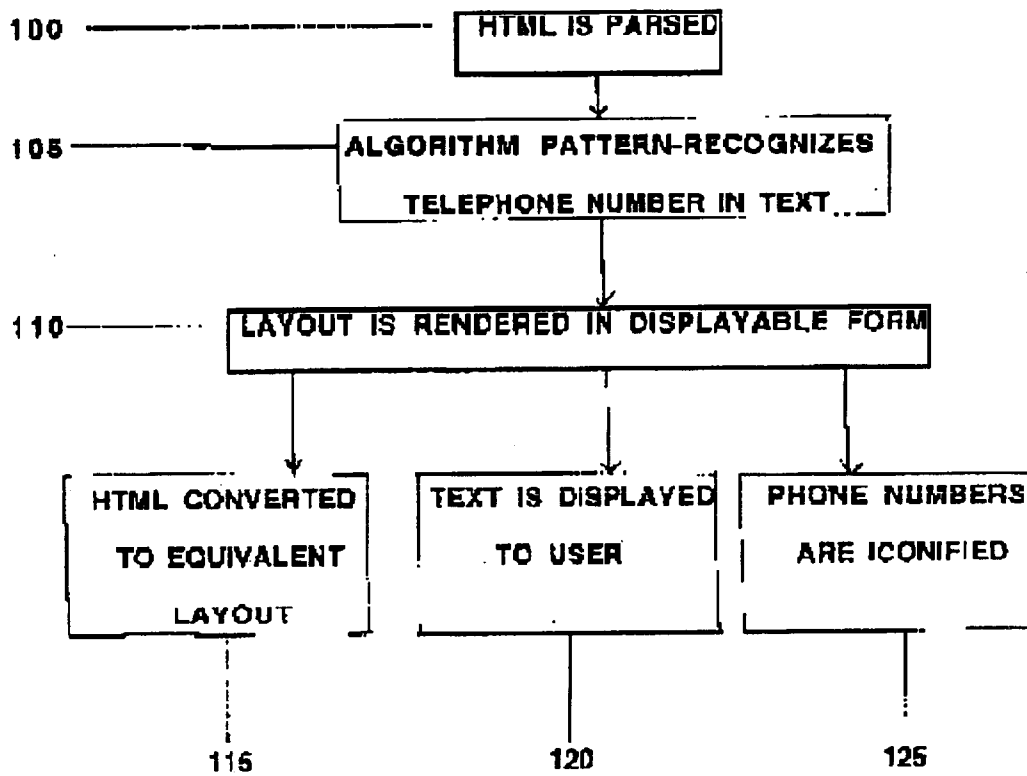 100
HTML IS PARSED
105
ALGORITHM PATTERN-RECOGNIZES
TELEPHONE NUMBER IN TEXT
110
LAYOUT IS RENDERED IN DISPLAYABLE FORM
HTML CONVERTED
TO EQUIVALENT
LAYOUT
TEXT IS DISPLAYED
TO USER
PHONE NUMBERS
ARE ICONIFIED
115
120
125